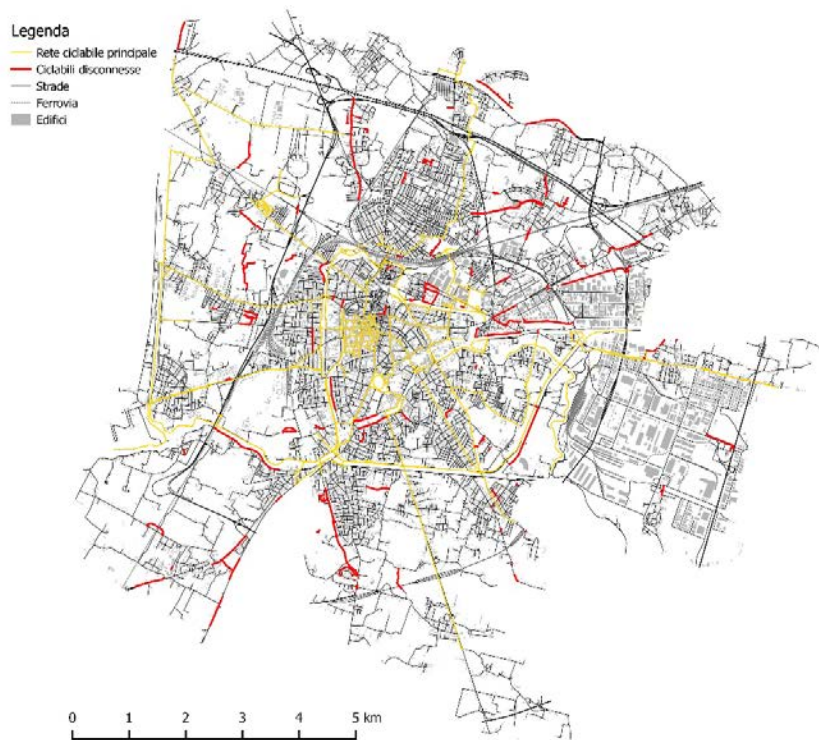 Legenda
Rete ciclabile principale
Ciclabili disconnesse
Strade
Ferrovia
Edifici
0 1 2 3 4 5 km